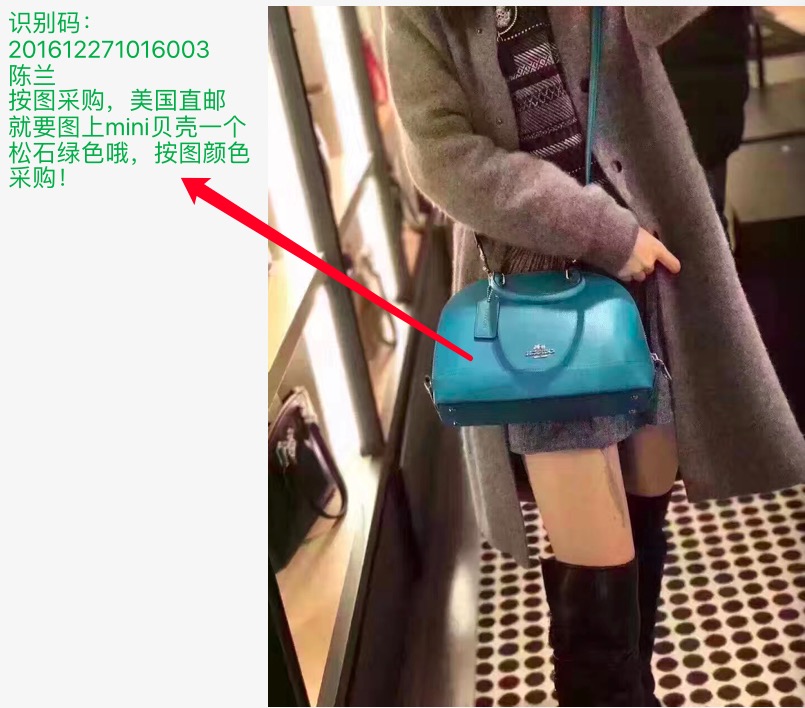 识别码：
201612271016003
陈兰
按图采购，美国直邮
就要图上mini贝壳一个
松石绿色哦，按图颜色
采购！